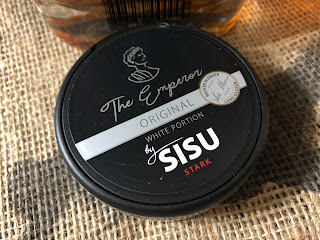 The Emperor
ORIGINAL
WHITE PORTION
by SISU
STARK